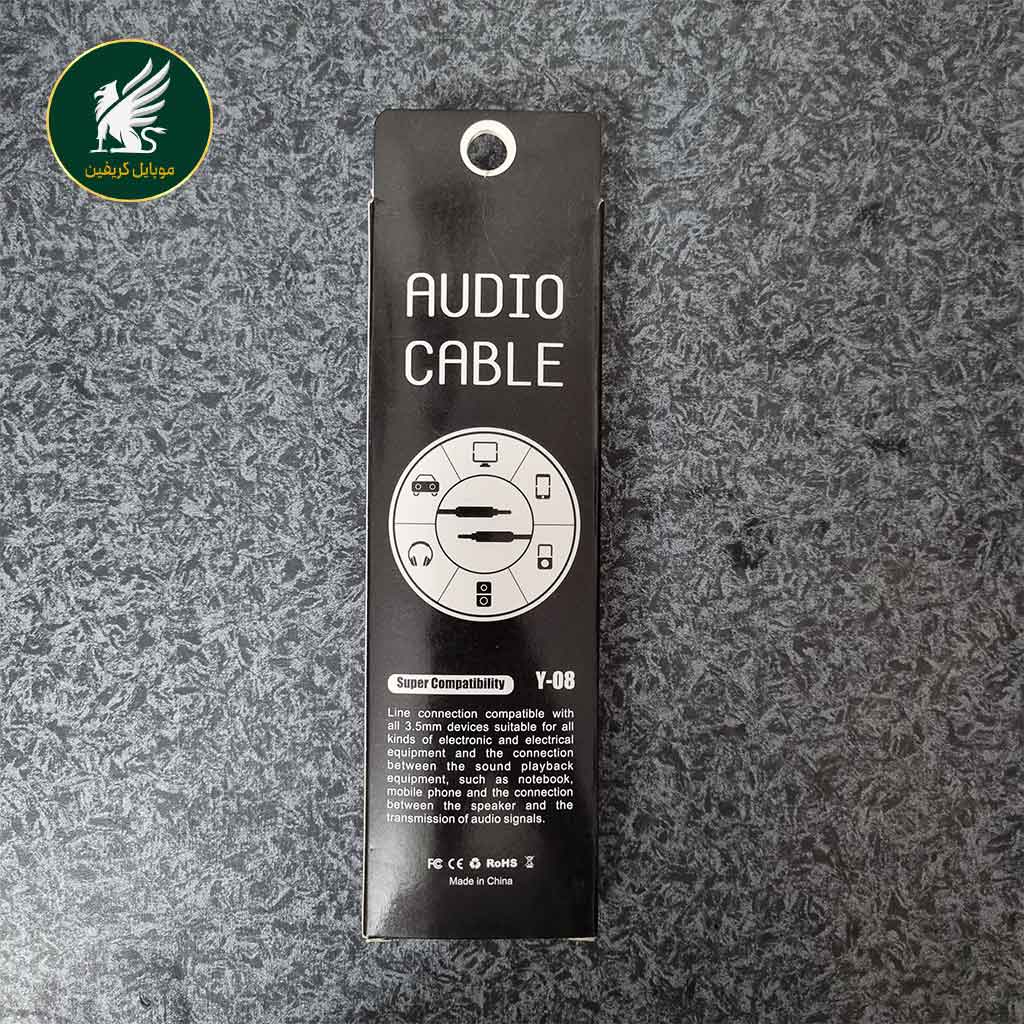 موبایل گریفین
AUDIO
CABLE
Super Compatibility
Y-08
Line connection compatible with
all 3.5mm devices suitable for all
kinds of electronic and electrical
equipment and the connection
between the sound playback
equipment, such as notebook,
mobile phone and the connection
between the speaker and the
transmission of audio signals.
FC CE RoHS
Made in China